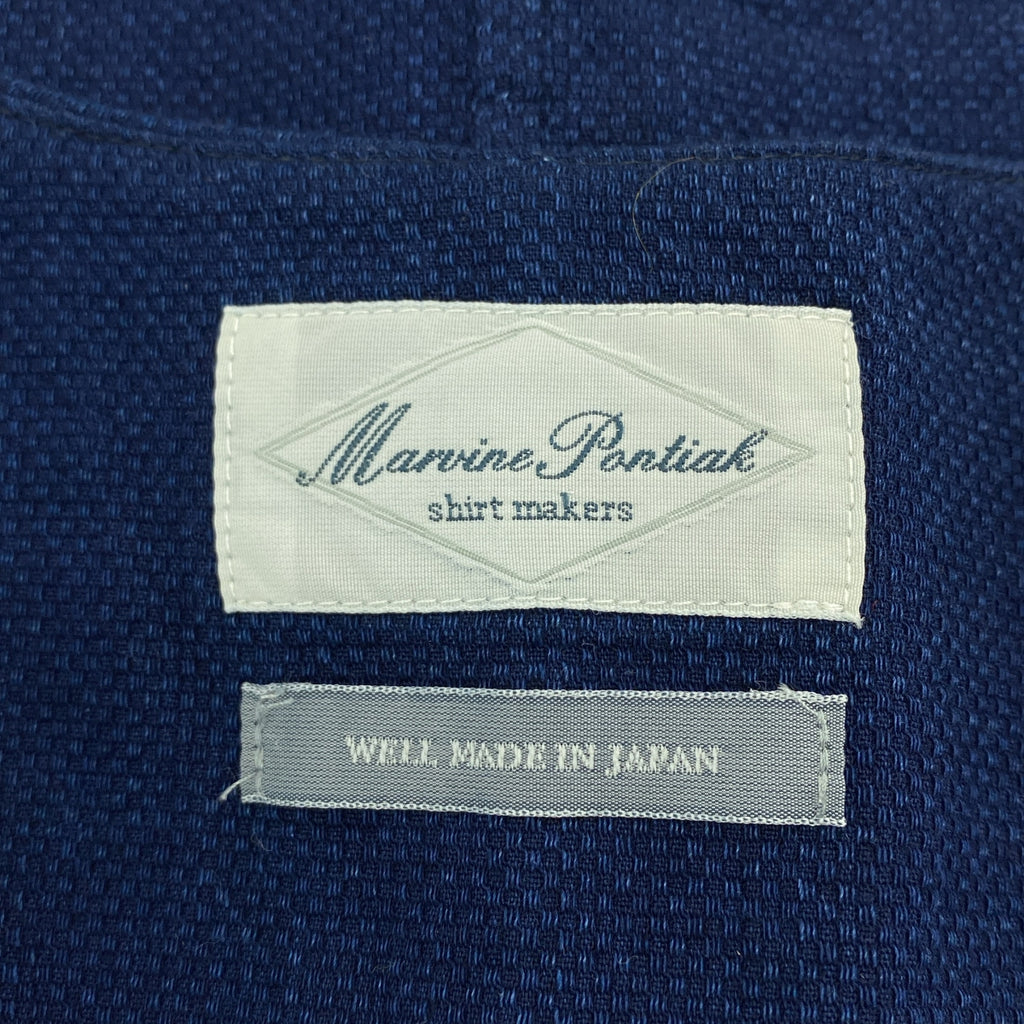 Marvine Pontiak
shirt makers
WELL MADE IN JAPAN